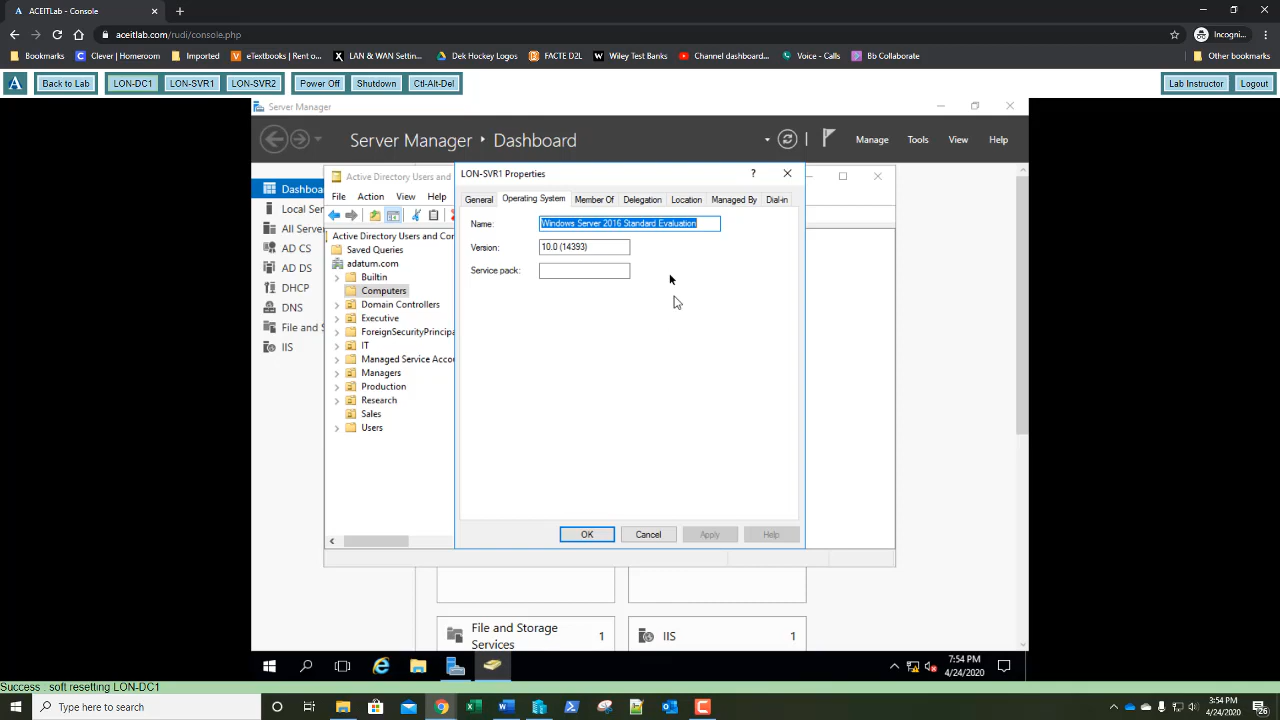 ACEITLab - Console
aceitlab.com/rudi/console.php
Incogni...
Bookmarks
Clever | Homeroom
Imported
eTextbooks | Rent o...
LAN & WAN Settin...
Dek Hockey Logos
FACTE D2L
Wiley Test Banks
Channel dashboard...
Voice - Calls
Bb Collaborate
Other bookmarks
A
Back to Lab
LON-DC1
LON-SVR1
LON-SVR2
Power Off
Shutdown
Ctl-Alt-Del
Lab Instructor
Logout
Server Manager
Server Manager
Dashboard
Manage
Tools
View
Help
Dashboa
Local Ser
All Serve
AD CS
AD DS
DHCP
DNS
File and S
IIS
Active Directory Users and
File
Action
View
Help
Active Directory Users and Con
Saved Queries
adatum.com
Builtin
Computers
Domain Controllers
Executive
ForeignSecurityPrincipa
IT
Managed Service Accou
Managers
Production
Research
Sales
Users
LON-SVR1 Properties
?
General
Operating System
Member Of
Delegation
Location
Managed By
Dial-in
Name:
Windows Server 2016 Standard Evaluation
Version:
10.0 (14393)
Service pack:
OK
Cancel
Apply
Help
File and Storage
Services
1
IIS
1
7:54 PM
4/24/2020
Success . soft resetting LON-DC1
Type here to search
3:54 PM
4/24/2020
26